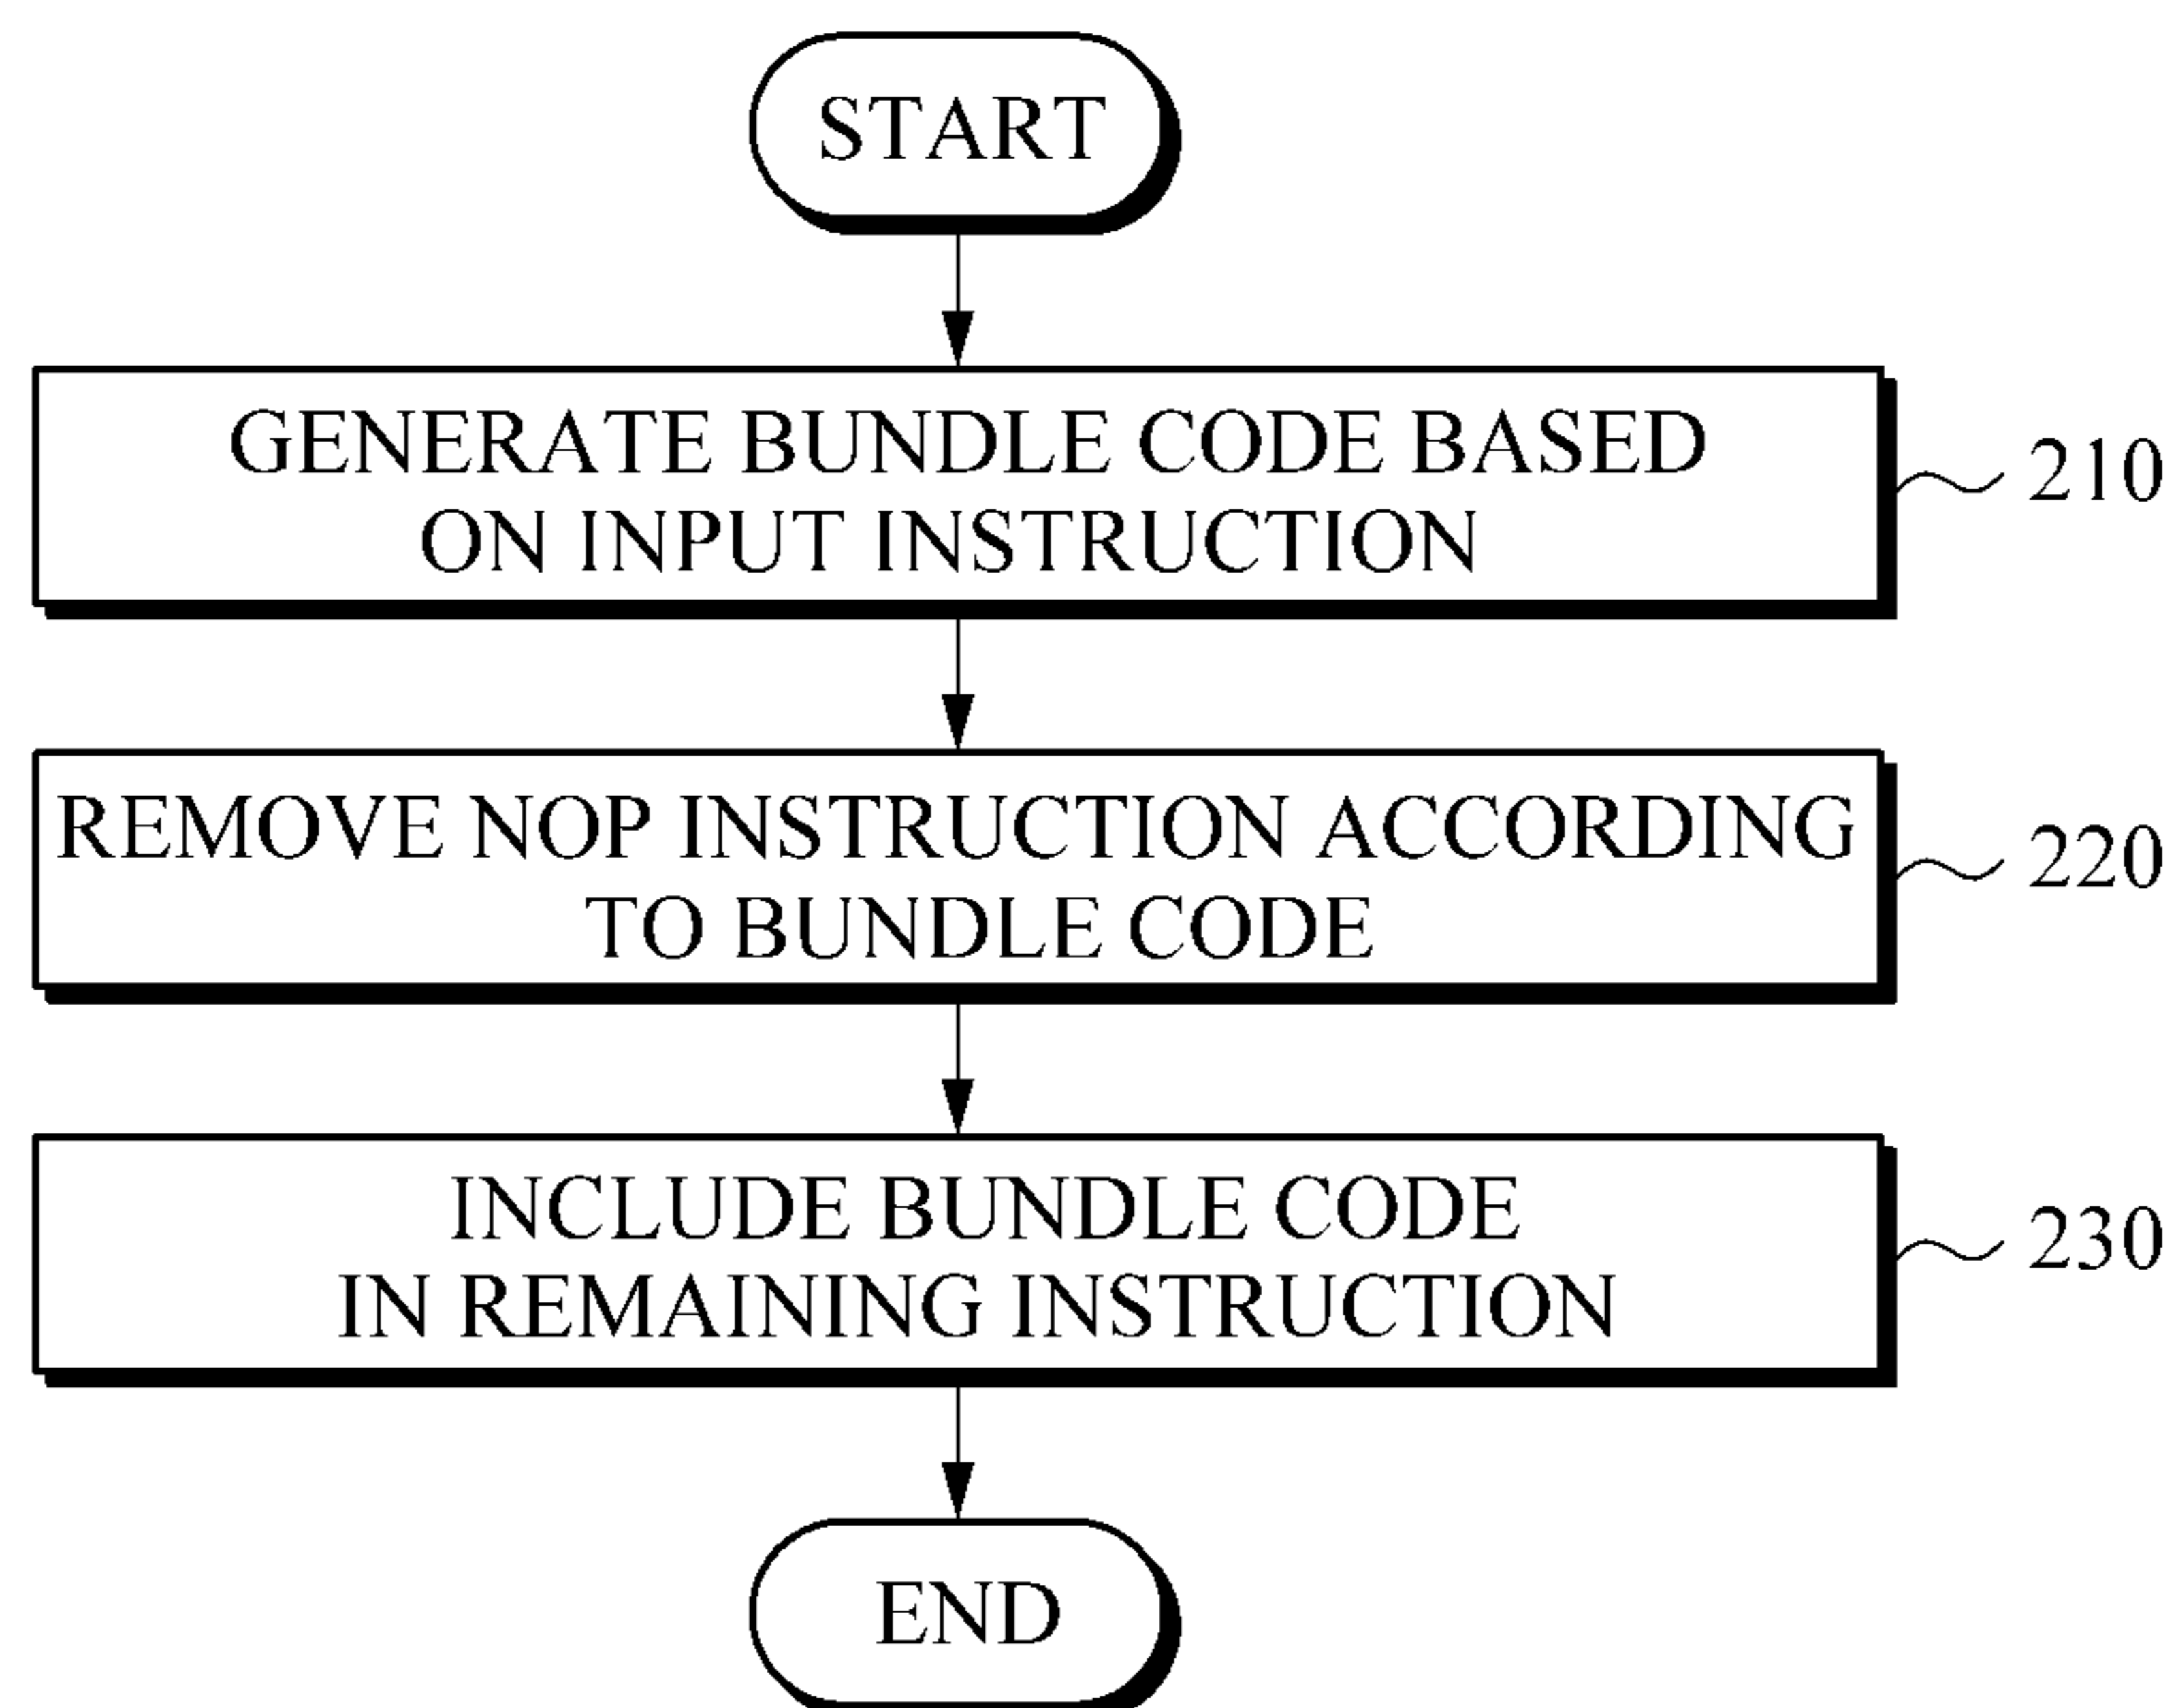 START
GENERATE BUNDLE CODE BASED
ON INPUT INSTRUCTION
210
REMOVE NOP INSTRUCTION ACCORDING
TO BUNDLE CODE
220
INCLUDE BUNDLE CODE
IN REMAINING INSTRUCTION
230
END